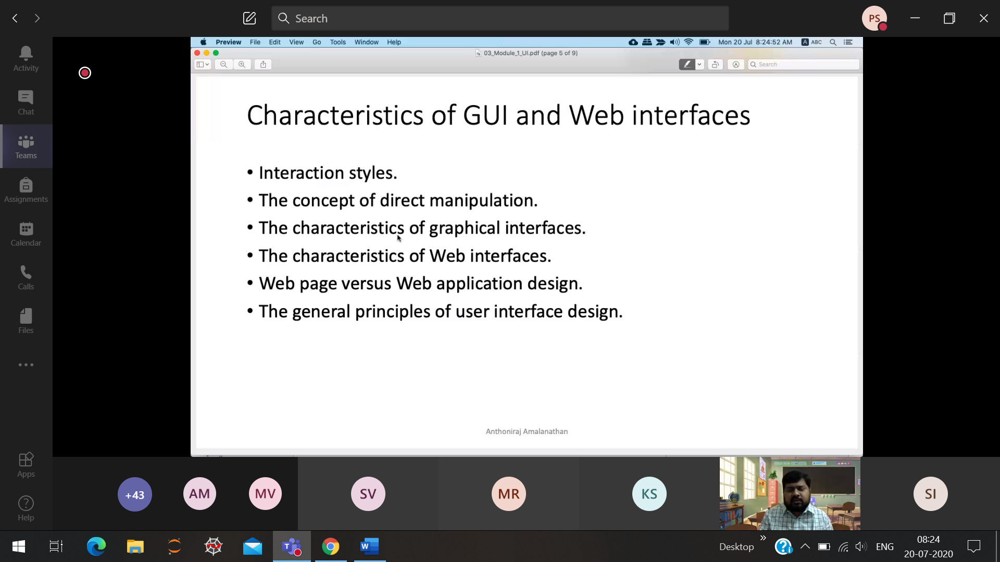 Search
PS
Activity
Chat
Teams
Assignments
Calendar
Calls
Files
Apps
Help
Preview File Edit View Go Tools Window Help
Mon 20 Jul 8:24:52 AM A ABC
03_Module_1_UI.pdf (page 5 of 9)
Search
Characteristics of GUI and Web interfaces
• Interaction styles.
• The concept of direct manipulation.
• The characteristics of graphical interfaces.
• The characteristics of Web interfaces.
• Web page versus Web application design.
• The general principles of user interface design.
Anthoniraj Amalanathan
+43 AM MV SV MR KS SI
Desktop
ENG
08:24
20-07-2020